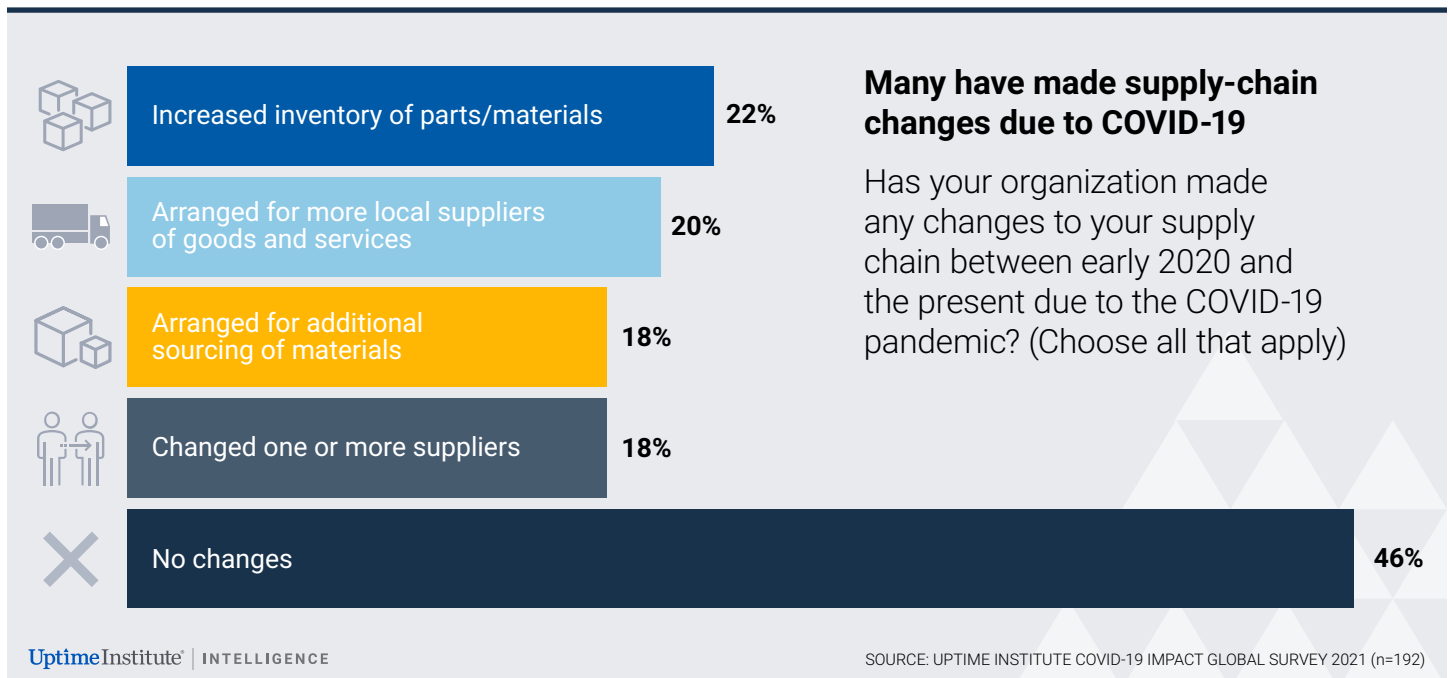 Increased inventory of parts/materials
22%
Arranged for more local suppliers
of goods and services
20%
Arranged for additional
sourcing of materials
18%
Changed one or more suppliers
18%
No changes
46%
Many have made supply-chain
changes due to COVID-19
Has your organization made
any changes to your supply
chain between early 2020 and
the present due to the COVID-19
pandemic? (Choose all that apply)
UptimeInstitute® | INTELLIGENCE
SOURCE: UPTIME INSTITUTE COVID-19 IMPACT GLOBAL SURVEY 2021 (n=192)